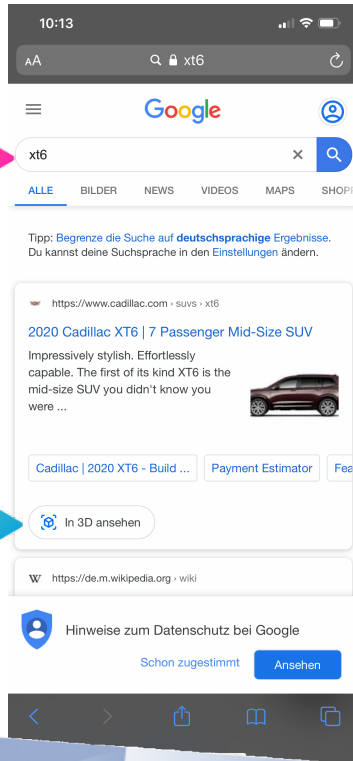 10:13
AA xt6
Google
xt6
ALLE BILDER NEWS VIDEOS MAPS SHOP
Tipp: Begrenze die Suche auf deutschsprachige Ergebnisse.
Du kannst deine Suchsprache in den Einstellungen ändern.
https://www.cadillac.com › suvs › xt6
2020 Cadillac XT6 | 7 Passenger Mid-Size SUV
Impressively stylish. Effortlessly
capable. The first of its kind XT6 is the
mid-size SUV you didn't know you
were ...
Cadillac | 2020 XT6 - Build ... Payment Estimator Fea
In 3D ansehen
W https://de.m.wikipedia.org › wiki
Hinweise zum Datenschutz bei Google
Schon zugestimmt Ansehen